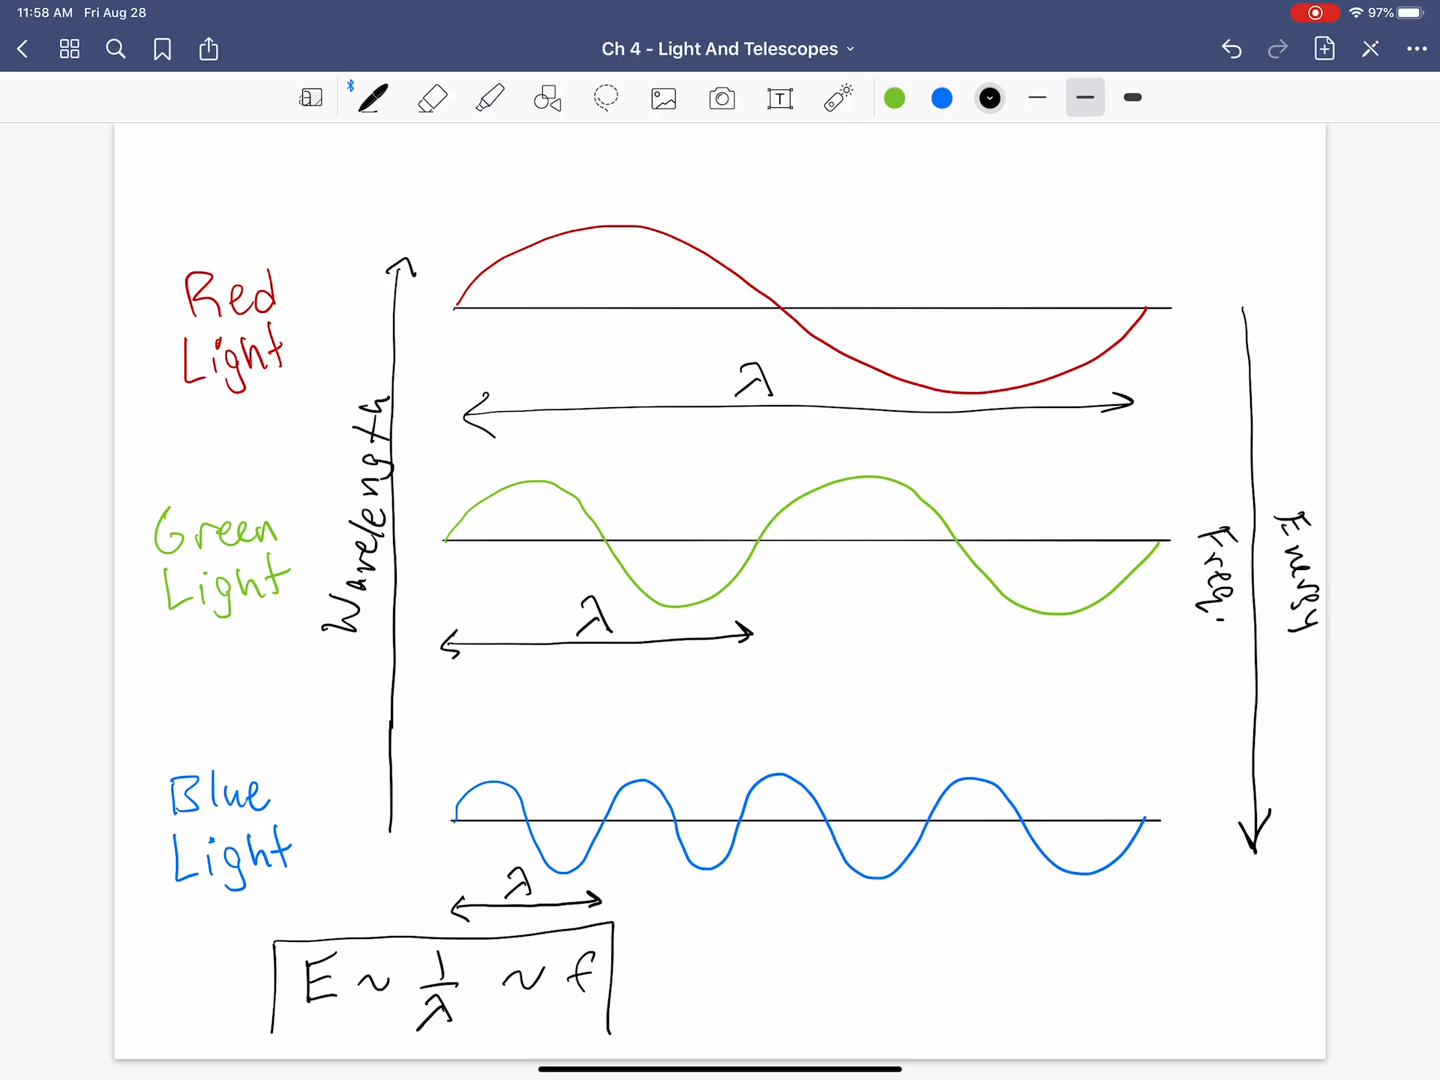 11:58 AM Fri Aug 28
97%
Ch 4 - Light And Telescopes
T
Red
Light
Wavelength
λ
Green
Light
λ
Freq.
Energy
Blue
Light
λ
E ~ 1/λ ~ f